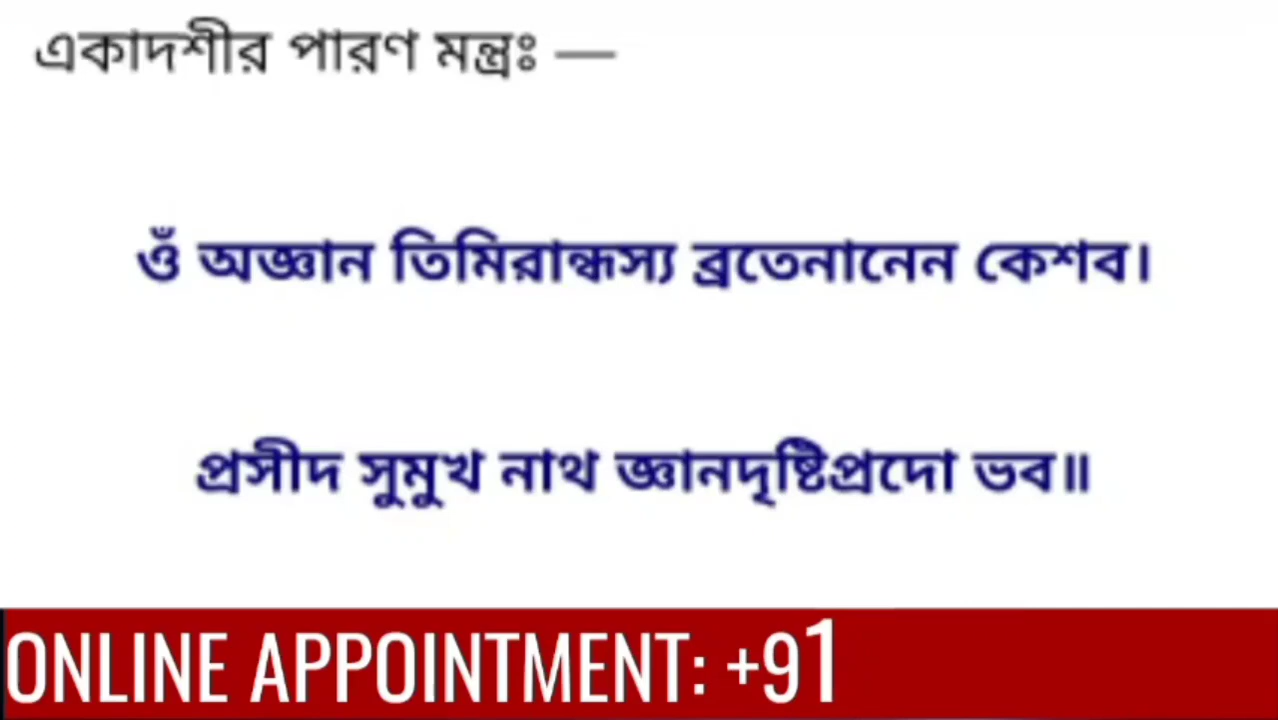 একাদশীর পারণ মন্ত্রঃ —
ওঁ অজ্ঞান তিমিরান্ধস্য ব্রতেনানেন কেশব।
প্রসীদ সুমুখ নাথ জ্ঞানদৃষ্টিপ্রদো ভব॥
ONLINE APPOINTMENT: +91